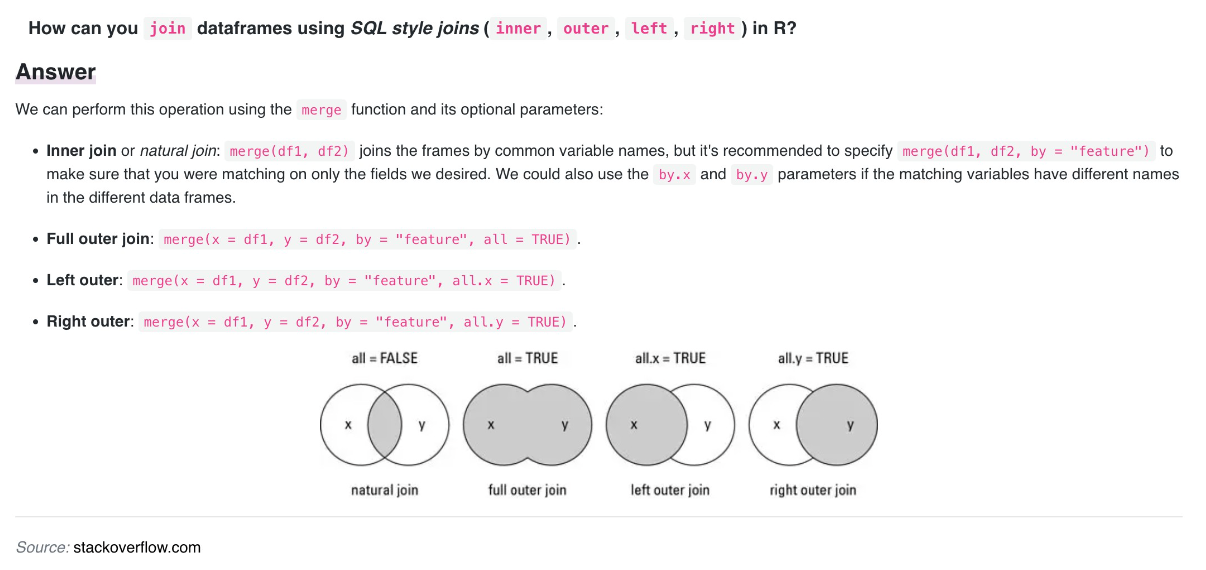 How can you join dataframes using SQL style joins ( inner , outer , left , right ) in R?
Answer
We can perform this operation using the merge function and its optional parameters:
• Inner join or natural join: merge(df1, df2) joins the frames by common variable names, but it's recommended to specify merge(df1, df2, by = "feature") to
make sure that you were matching on only the fields we desired. We could also use the by.x and by.y parameters if the matching variables have different names
in the different data frames.
• Full outer join: merge(x = df1, y = df2, by = "feature", all = TRUE) .
• Left outer: merge(x = df1, y = df2, by = "feature", all.x = TRUE) .
• Right outer: merge(x = df1, y = df2, by = "feature", all.y = TRUE) .
all = FALSE all = TRUE all.x = TRUE all.y = TRUE
x y x y x y x y
natural join full outer join left outer join right outer join
Source: stackoverflow.com